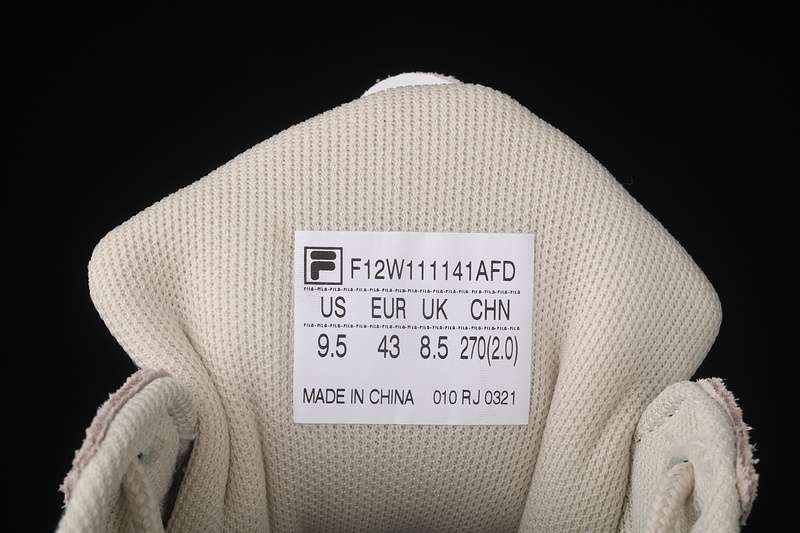 F12W111141AFD
US EUR UK CHN
9.5 43 8.5 270(2.0)
MADE IN CHINA 010 RJ 0321